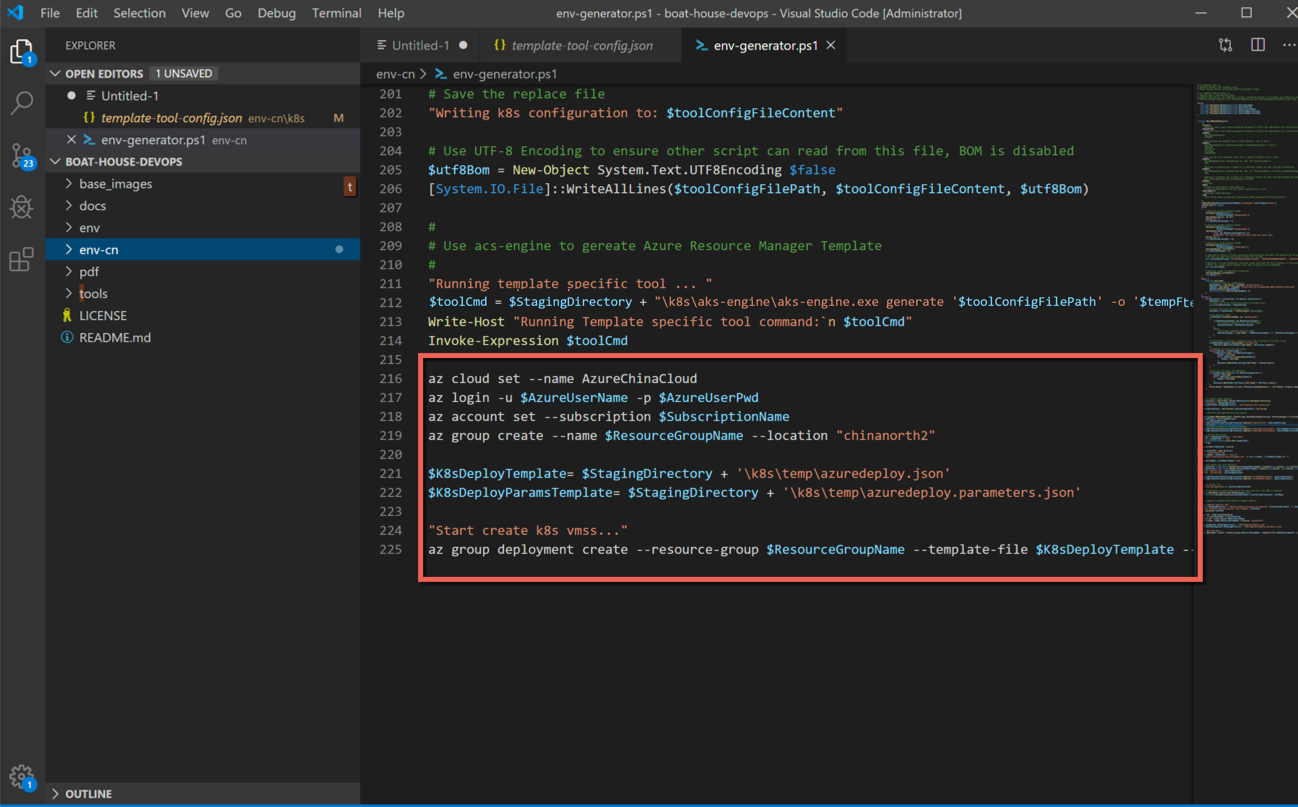 File Edit Selection View Go Debug Terminal Help env-generator.ps1 - boat-house-devops - Visual Studio Code [Administrator]
EXPLORER
OPEN EDITORS 1 UNSAVED
Untitled-1
{} template-tool-config.json env-cn\k8s M
env-generator.ps1 env-cn
BOAT-HOUSE-DEVOPS
base_images t
docs
env
env-cn
pdf
tools
LICENSE
README.md
OUTLINE
1
23
1
Untitled-1 {} template-tool-config.json env-generator.ps1
env-cn > env-generator.ps1
201 # Save the replace file
202 "Writing k8s configuration to: $toolConfigFileContent"
203
204 # Use UTF-8 Encoding to ensure other script can read from this file, BOM is disabled
205 $utf8Bom = New-Object System.Text.UTF8Encoding $false
206 [System.IO.File]::WriteAllLines($toolConfigFilePath, $toolConfigFileContent, $utf8Bom)
207
208 #
209 # Use acs-engine to gereate Azure Resource Manager Template
210 #
211 "Running template specific tool ... "
212 $toolCmd = $StagingDirectory + "\k8s\aks-engine\aks-engine.exe generate '$toolConfigFilePath' -o '$tempFte
213 Write-Host "Running Template specific tool command:`n $toolCmd"
214 Invoke-Expression $toolCmd
215
216 az cloud set --name AzureChinaCloud
217 az login -u $AzureUserName -p $AzureUserPwd
218 az account set --subscription $SubscriptionName
219 az group create --name $ResourceGroupName --location "chinanorth2"
220
221 $K8sDeployTemplate= $StagingDirectory + '\k8s\temp\azuredeploy.json'
222 $K8sDeployParamsTemplate= $StagingDirectory + '\k8s\temp\azuredeploy.parameters.json'
223
224 "Start create k8s vmss..."
225 az group deployment create --resource-group $ResourceGroupName --template-file $K8sDeployTemplate --